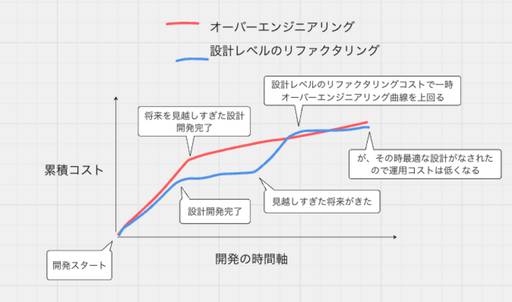 オーバーエンジニアリング
設計レベルのリファクタリング
設計レベルのリファクタリングコストで一時
オーバーエンジニアリング曲線を上回る
将来を見越しすぎた設計
開発完了
累積コスト
が、その時最適な設計がなされた
ので運用コストは低くなる
設計開発完了
見越しすぎた将来がきた
開発スタート
開発の時間軸